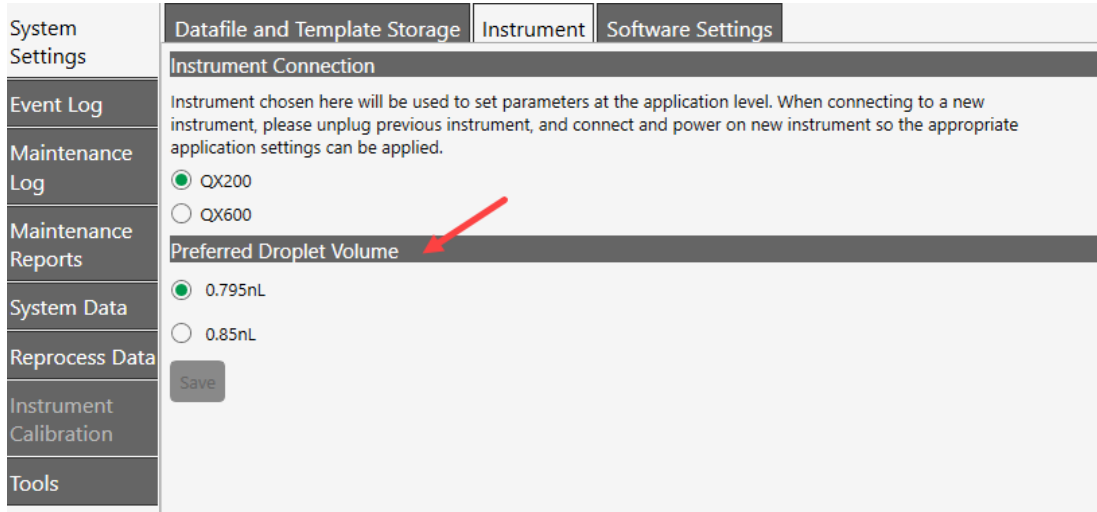 System
Settings
Event Log
Maintenance
Log
Maintenance
Reports
System Data
Reprocess Data
Instrument
Calibration
Tools
Datafile and Template Storage
Instrument
Software Settings
Instrument Connection
Instrument chosen here will be used to set parameters at the application level. When connecting to a new
instrument, please unplug previous instrument, and connect and power on new instrument so the appropriate
application settings can be applied.
QX200
QX600
Preferred Droplet Volume
0.795nL
0.85nL
Save